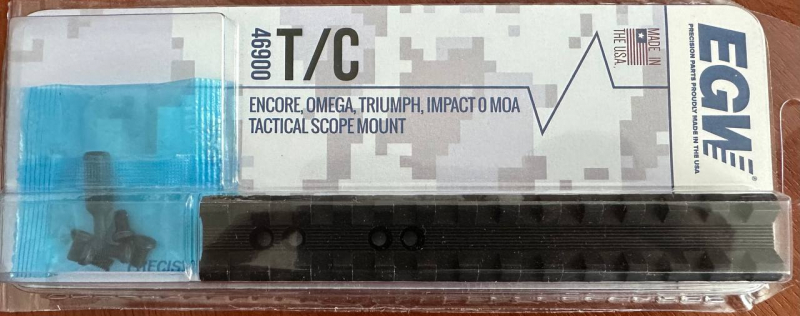 46900
T/C
ENCORE, OMEGA, TRIUMPH, IMPACT 0 MOA
TACTICAL SCOPE MOUNT
MADE IN
THE USA.
EGW®
PRECISION PARTS PROUDLY MADE IN THE USA